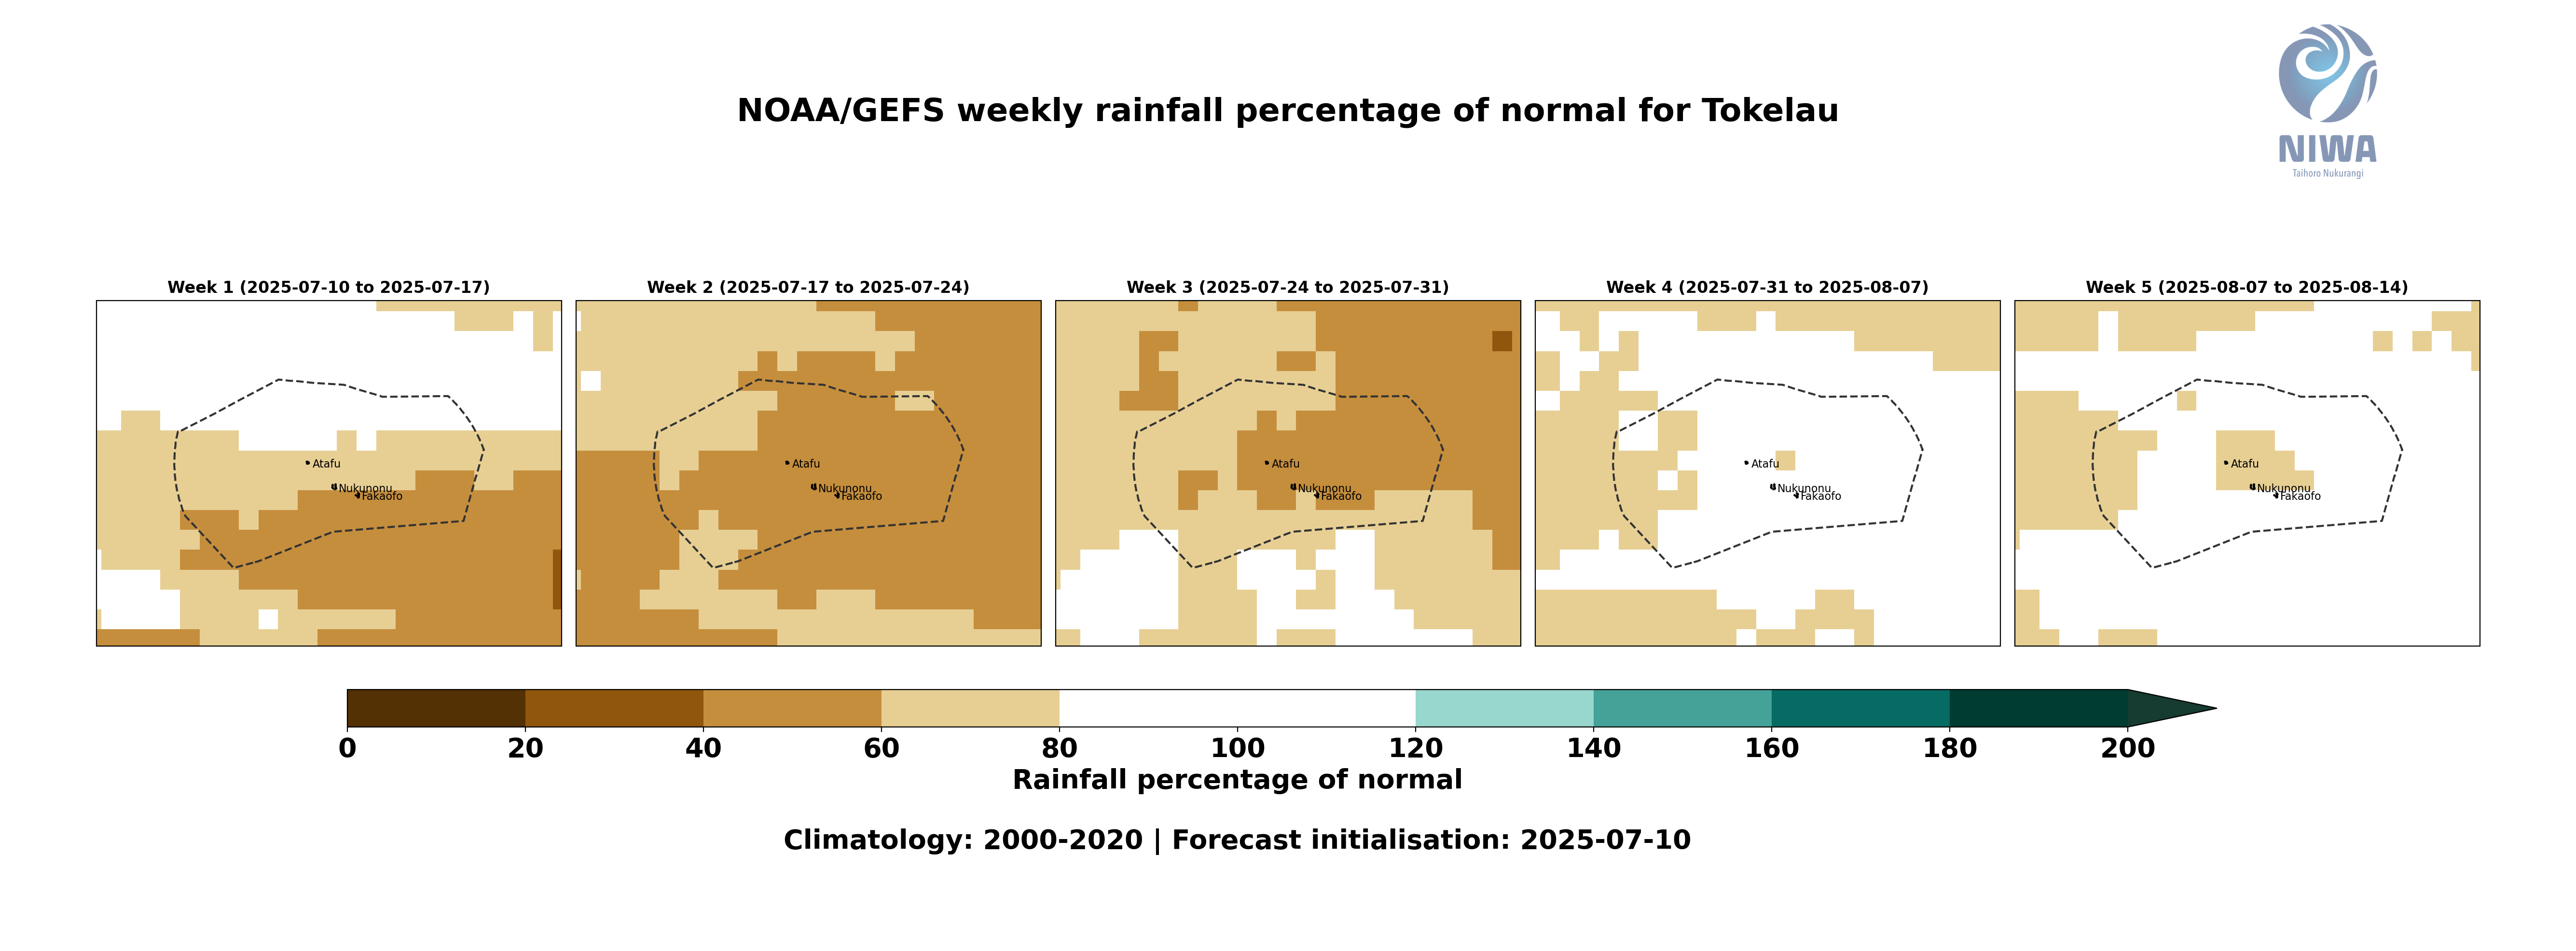 NOAA/GEFS weekly rainfall percentage of normal for Tokelau
NIWA
Taihoro Nukurangi
Week 1 (2025-07-10 to 2025-07-17)
Week 2 (2025-07-17 to 2025-07-24)
Week 3 (2025-07-24 to 2025-07-31)
Week 4 (2025-07-31 to 2025-08-07)
Week 5 (2025-08-07 to 2025-08-14)
Atafu
Nukunonu
Fakaofo
Atafu
Nukunonu
Fakaofo
Atafu
Nukunonu
Fakaofo
Atafu
Nukunonu
Fakaofo
Atafu
Nukunonu
Fakaofo
0 20 40 60 80 100 120 140 160 180 200
Rainfall percentage of normal
Climatology: 2000-2020 | Forecast initialisation: 2025-07-10